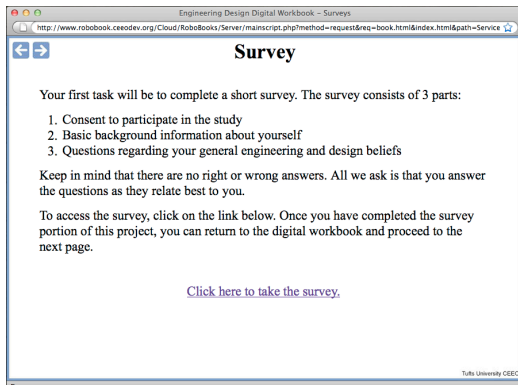 Engineering Design Digital Workbook – Surveys
http://www.robobook.ceeodev.org/Cloud/RoboBooks/Server/mainscript.php?method=request&req=book.html&index.html&path=Service
Survey
Your first task will be to complete a short survey. The survey consists of 3 parts:
1. Consent to participate in the study
2. Basic background information about yourself
3. Questions regarding your general engineering and design beliefs
Keep in mind that there are no right or wrong answers. All we ask is that you answer
the questions as they relate best to you.
To access the survey, click on the link below. Once you have completed the survey
portion of this project, you can return to the digital workbook and proceed to the
next page.
Click here to take the survey.
Tufts University CEEO